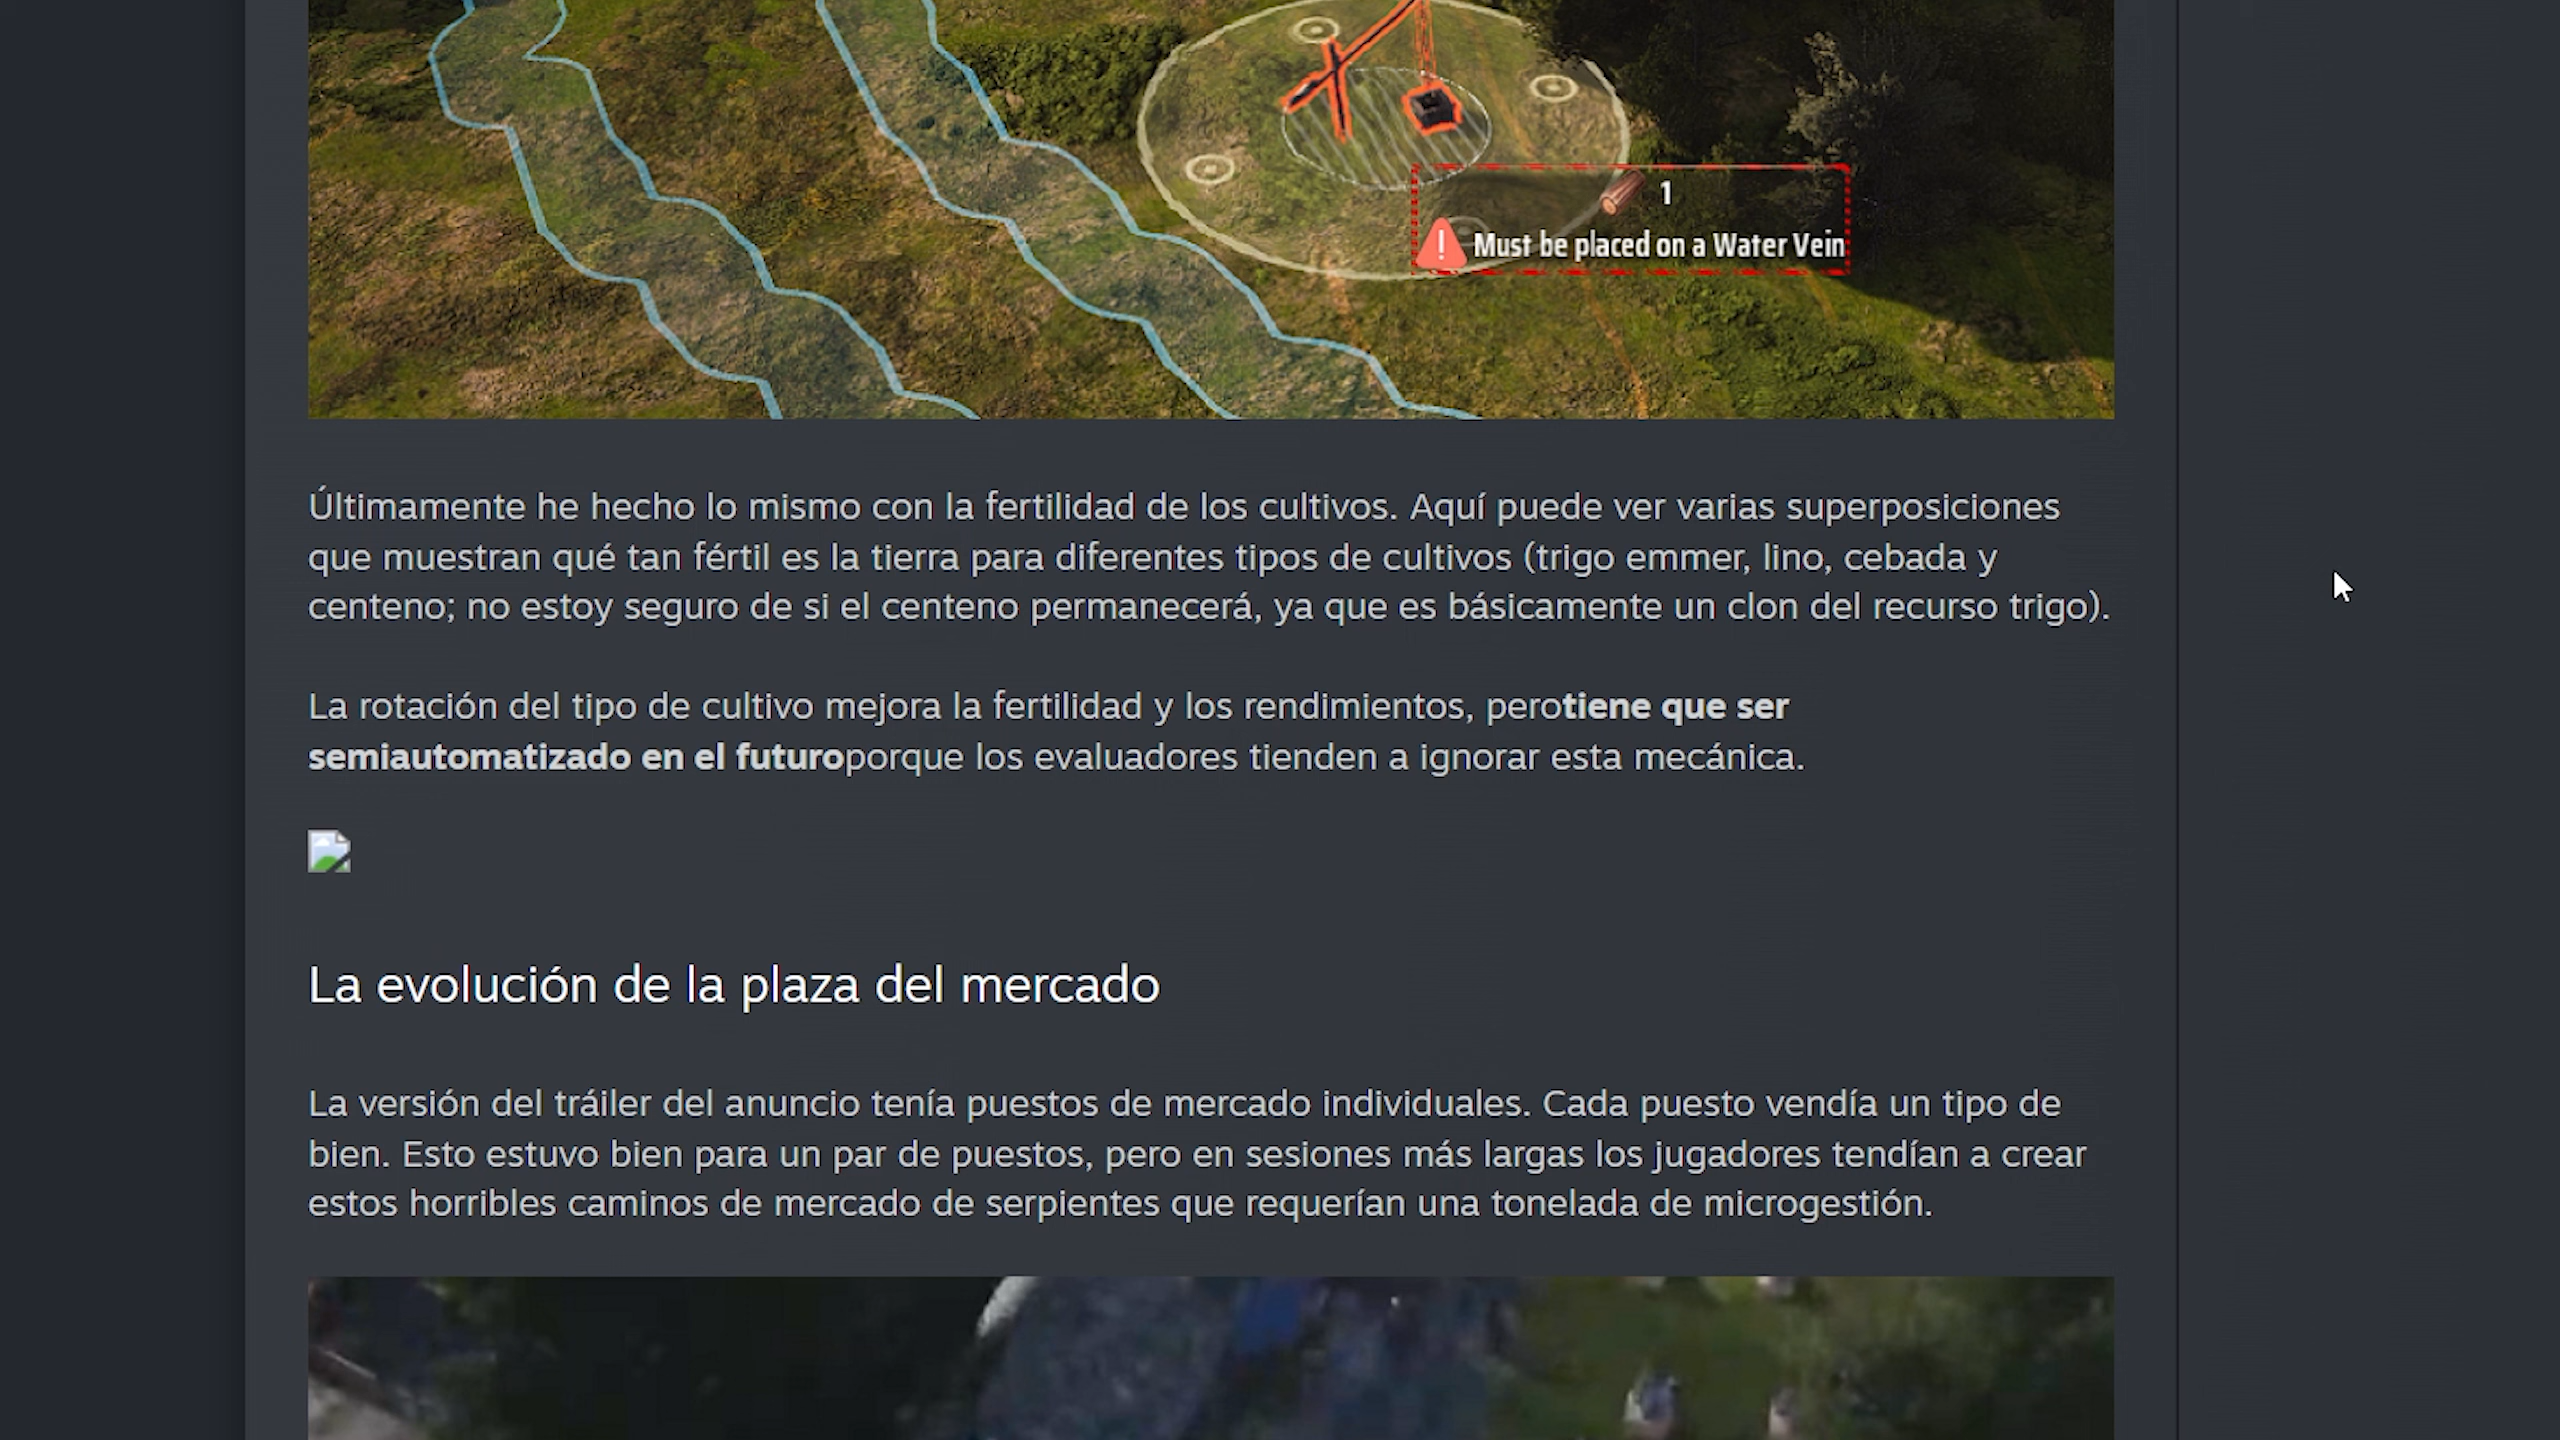 1
Must be placed on a Water Vein
Últimamente he hecho lo mismo con la fertilidad de los cultivos. Aquí puede ver varias superposiciones
que muestran qué tan fértil es la tierra para diferentes tipos de cultivos (trigo emmer, lino, cebada y
centeno; no estoy seguro de si el centeno permanecerá, ya que es básicamente un clon del recurso trigo).
La rotación del tipo de cultivo mejora la fertilidad y los rendimientos, perotiene que ser
semiautomatizado en el futuroporque los evaluadores tienden a ignorar esta mecánica.
La evolución de la plaza del mercado
La versión del tráiler del anuncio tenía puestos de mercado individuales. Cada puesto vendía un tipo de
bien. Esto estuvo bien para un par de puestos, pero en sesiones más largas los jugadores tendían a crear
estos horribles caminos de mercado de serpientes que requerían una tonelada de microgestión.